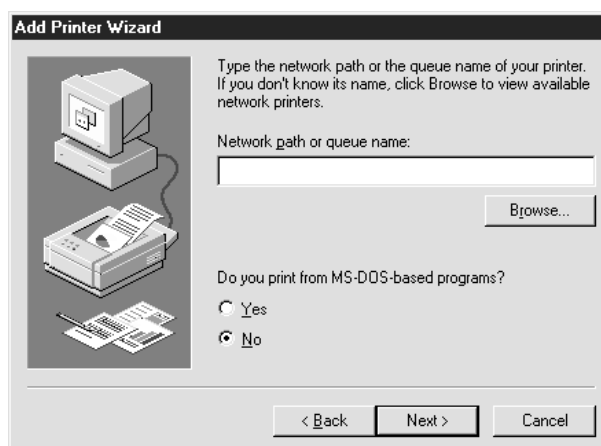 Add Printer Wizard
Type the network path or the queue name of your printer.
If you don't know its name, click Browse to view available
network printers.
Network path or queue name:
Browse...
Do you print from MS-DOS-based programs?
Yes
No
< Back
Next >
Cancel